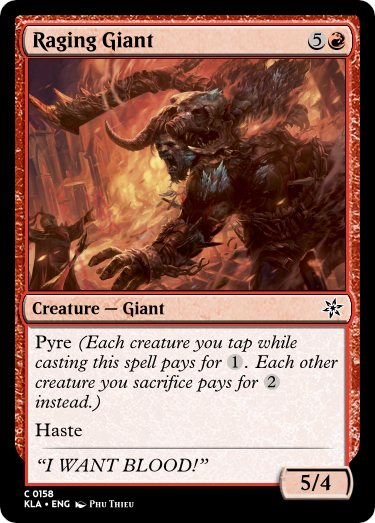 Raging Giant 5
Creature — Giant
Pyre (Each creature you tap while
casting this spell pays for 1. Each other
creature you sacrifice pays for 2
instead.)
Haste
“I WANT BLOOD!”
5/4
C 0158
KLA • ENG Phu Thieu